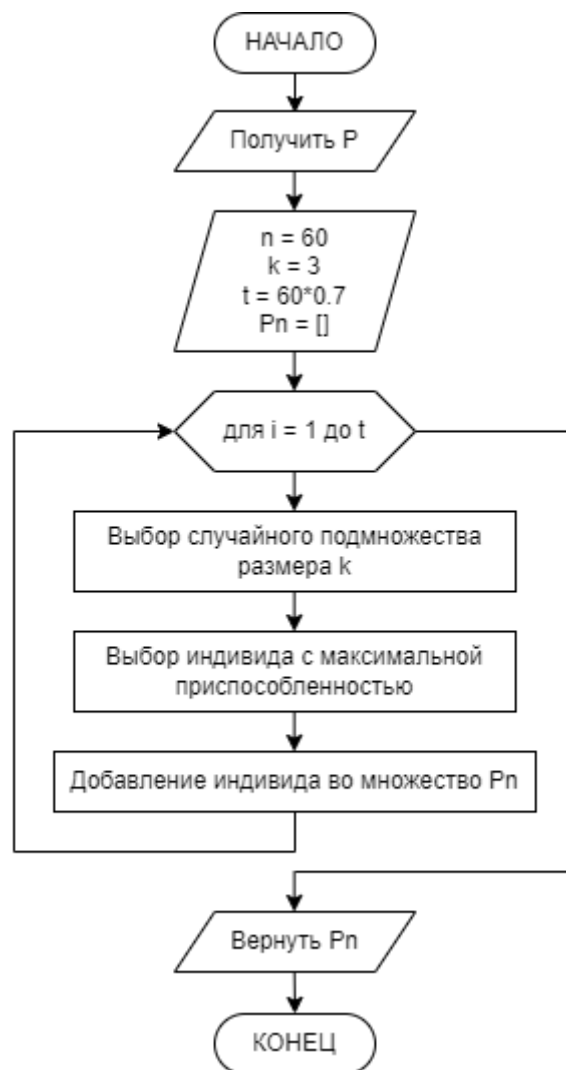 НАЧАЛО
Получить P
n = 60
k = 3
t = 60*0.7
Pn = []
для i = 1 до t
Выбор случайного подмножества
размера k
Выбор индивида с максимальной
приспособленностью
Добавление индивида во множество Pn
Вернуть Pn
КОНЕЦ